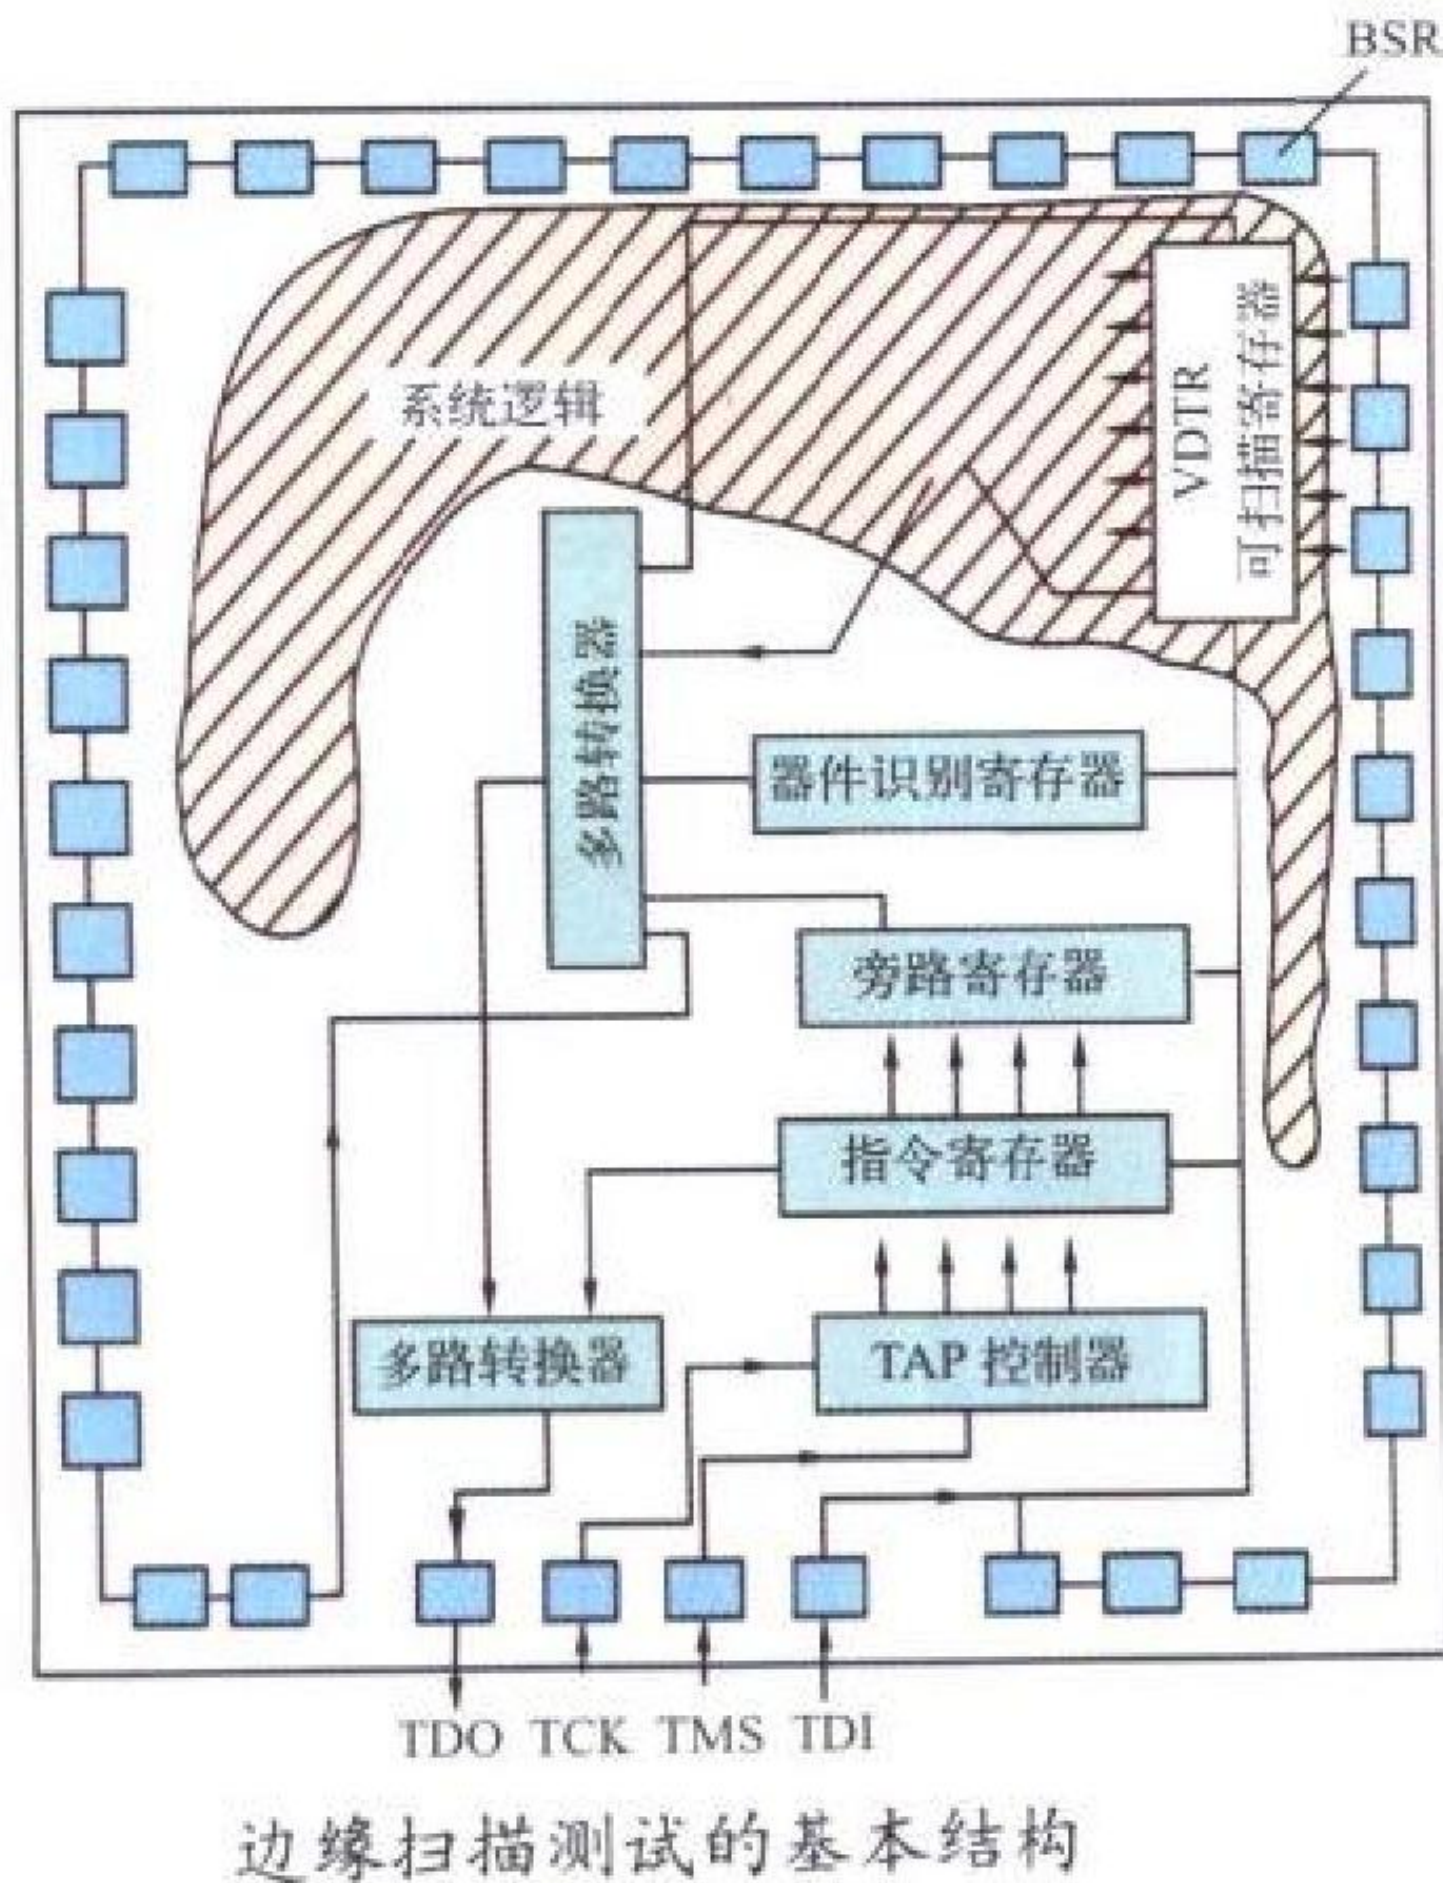 BSR
系统逻辑
VDTR
可扫描寄存器
多路转换器
器件识别寄存器
旁路寄存器
指令寄存器
多路转换器
TAP 控制器
TDO TCK TMS TDI
边缘扫描测试的基本结构